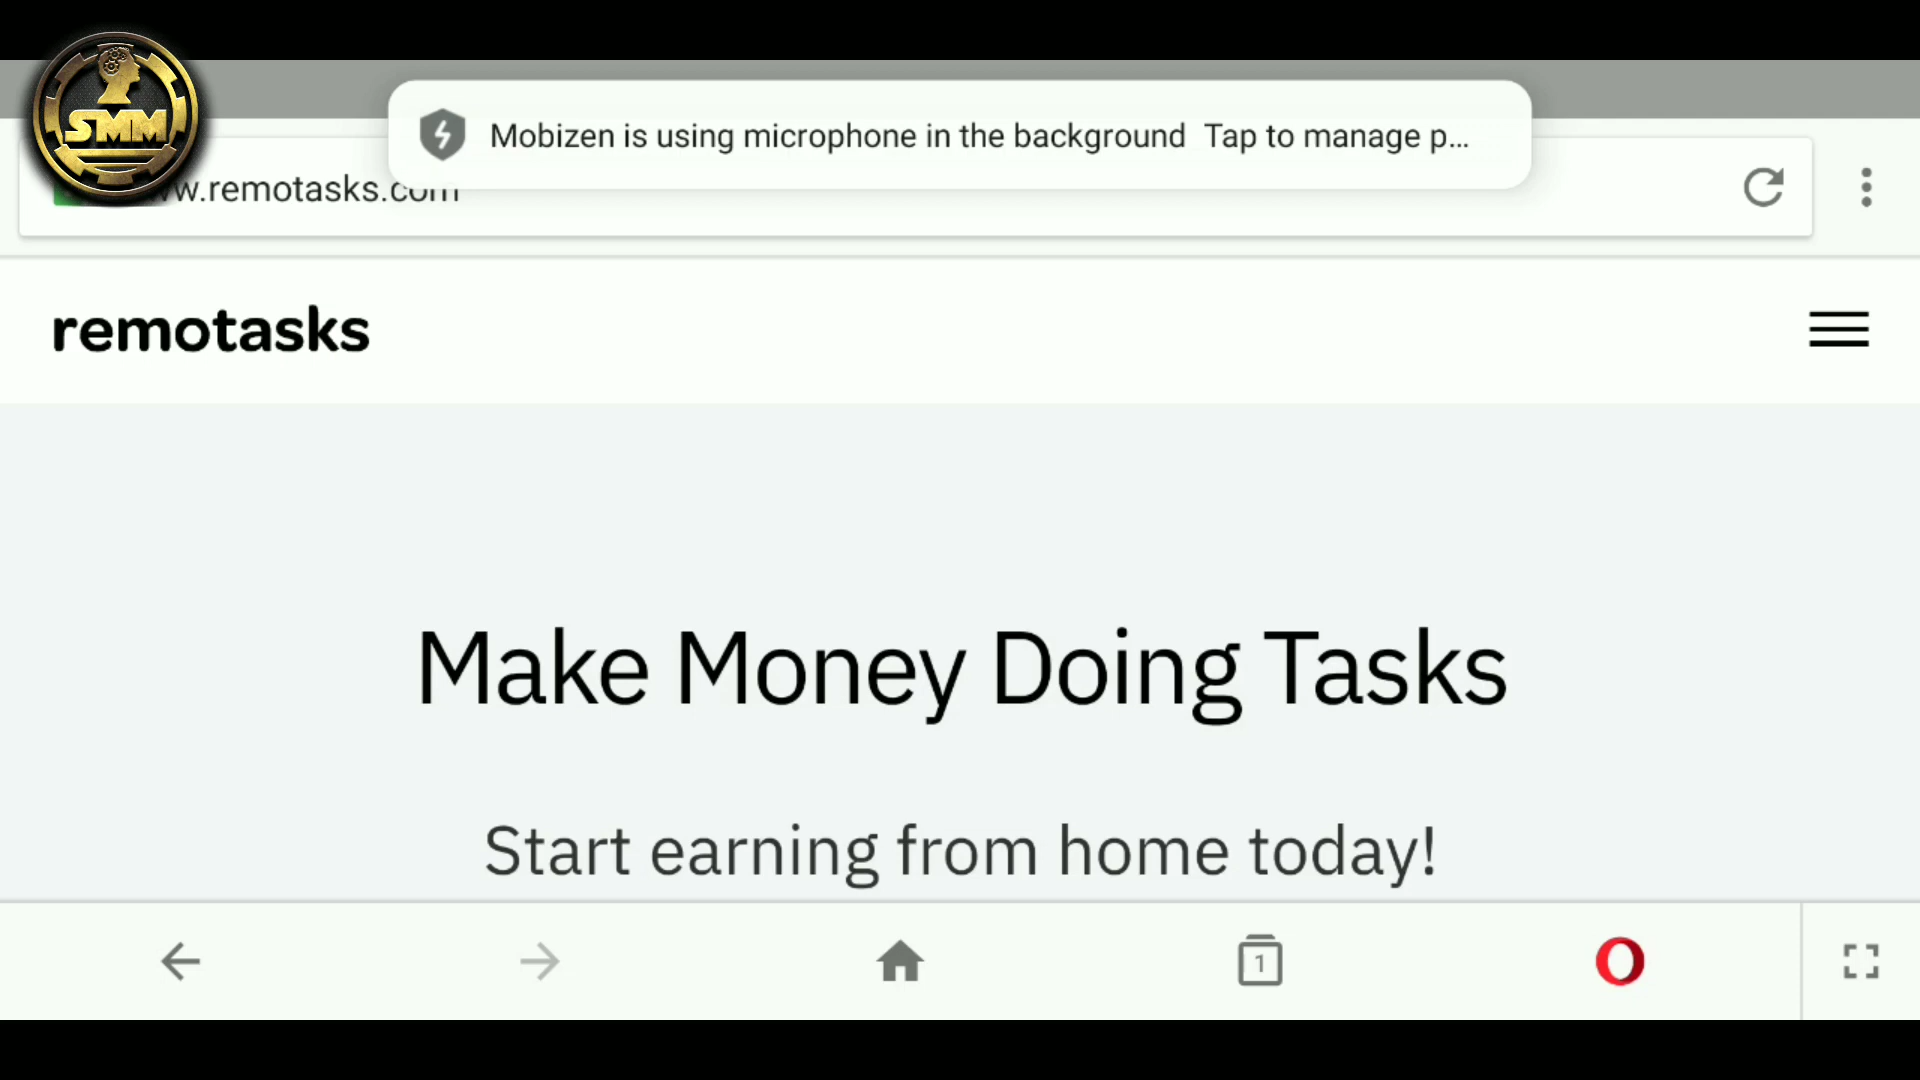 SMM
Mobizen is using microphone in the background Tap to manage p...
w.remotasks.com
remotasks
Make Money Doing Tasks
Start earning from home today!
1